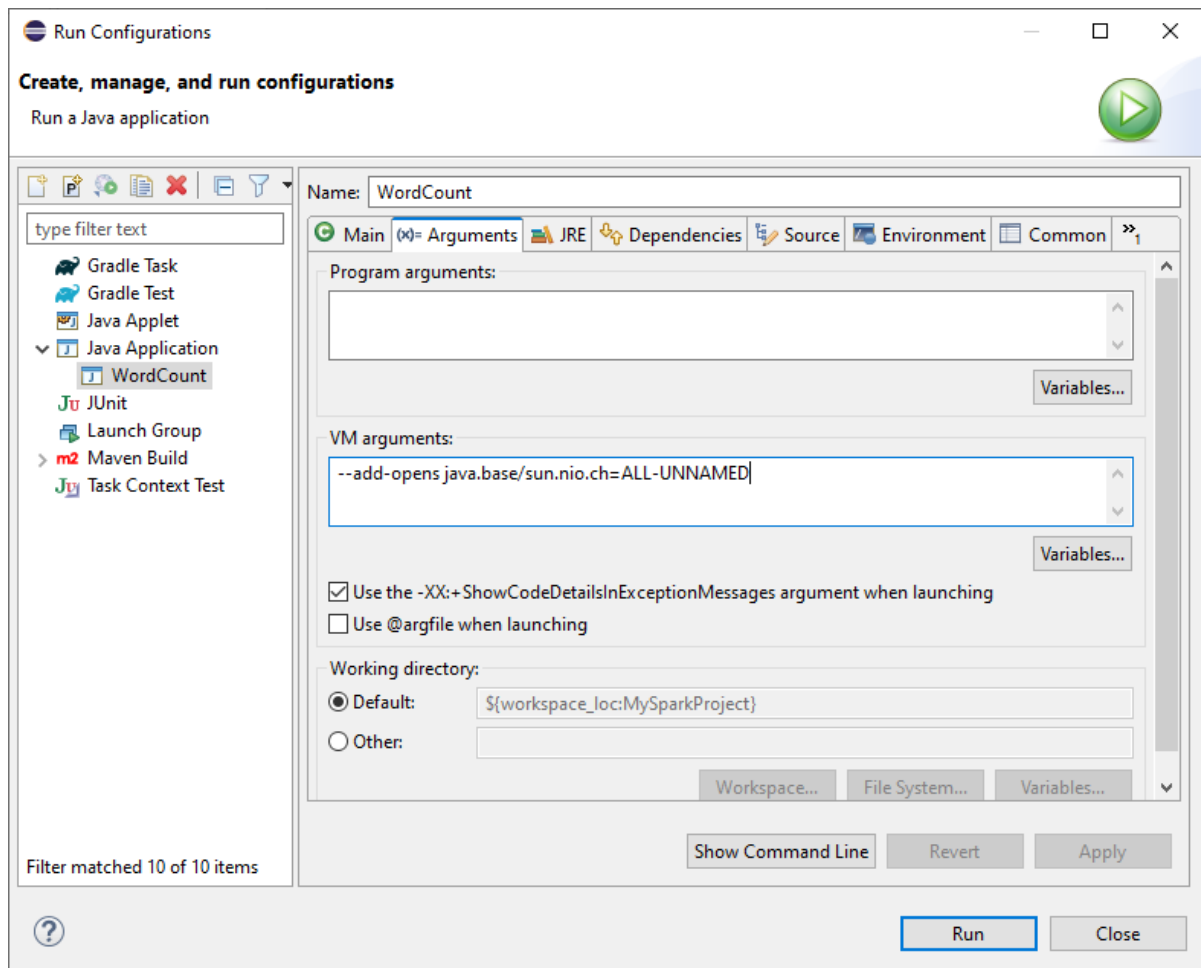 Run Configurations
Create, manage, and run configurations
Run a Java application
type filter text
Gradle Task
Gradle Test
Java Applet
Java Application
WordCount
JUnit
Launch Group
m2 Maven Build
Task Context Test
Filter matched 10 of 10 items
Name: WordCount
Main (x)= Arguments JRE Dependencies Source Environment Common »1
Program arguments:
Variables...
VM arguments:
--add-opens java.base/sun.nio.ch=ALL-UNNAMED
Variables...
Use the -XX:+ShowCodeDetailsInExceptionMessages argument when launching
Use @argfile when launching
Working directory:
Default: ${workspace_loc:MySparkProject}
Other:
Workspace... File System... Variables...
Show Command Line Revert Apply
Run Close